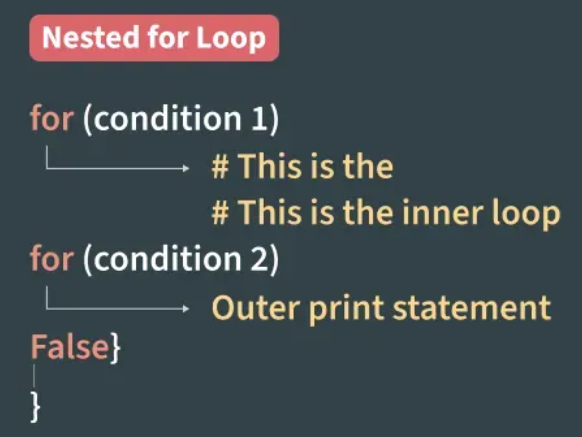 Nested for Loop
for (condition 1)
# This is the
# This is the inner loop
for (condition 2)
Outer print statement
False}
}